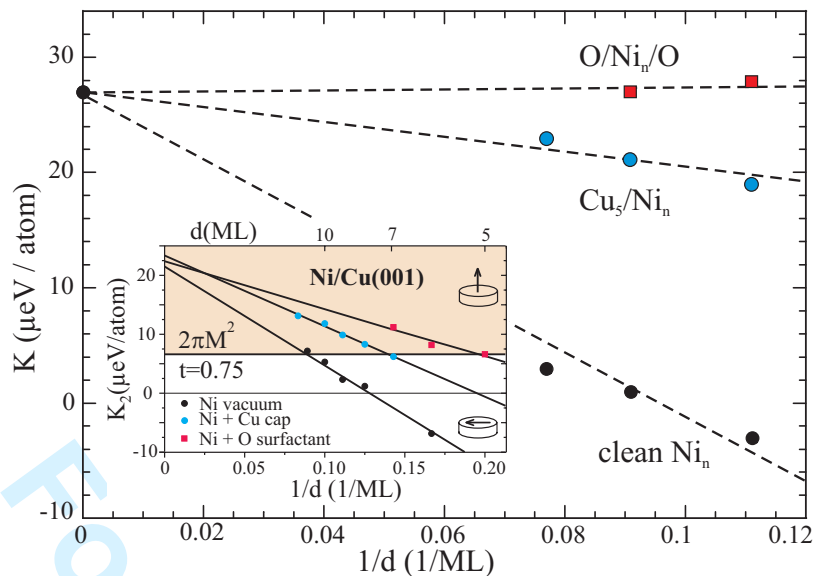 30
20
10
0
-10
K (μeV / atom)
O/Niₙ/O
Cu₅/Niₙ
clean Niₙ
d(ML)
10
7
5
Ni/Cu(001)
20
10
0
-10
K₂(μeV/atom)
2πM²
t=0.75
Ni vacuum
Ni + Cu cap
Ni + O surfactant
0
0.05
0.10
0.15
0.20
1/d (1/ML)
0
0.02
0.04
0.06
0.08
0.1
0.12
1/d (1/ML)
Fo